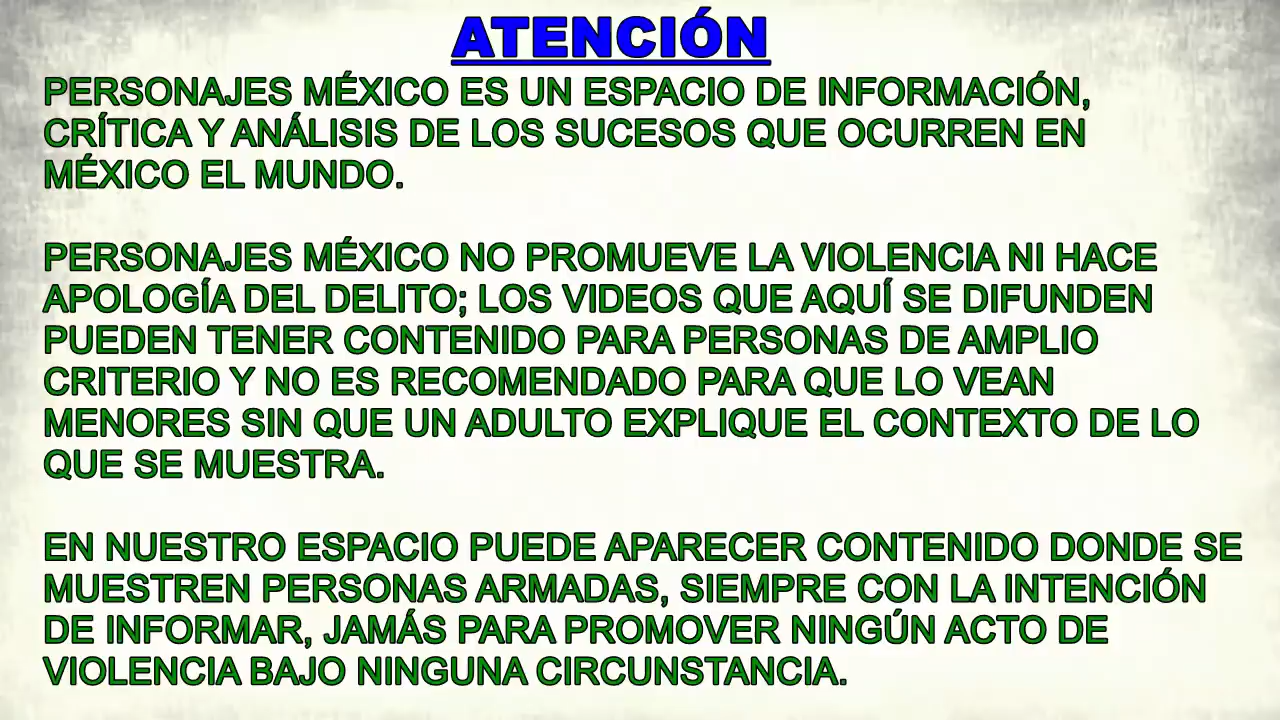 ATENCIÓN
PERSONAJES MÉXICO ES UN ESPACIO DE INFORMACIÓN,
CRÍTICA Y ANÁLISIS DE LOS SUCESOS QUE OCURREN EN
MÉXICO EL MUNDO.
PERSONAJES MÉXICO NO PROMUEVE LA VIOLENCIA NI HACE
APOLOGÍA DEL DELITO; LOS VIDEOS QUE AQUÍ SE DIFUNDEN
PUEDEN TENER CONTENIDO PARA PERSONAS DE AMPLIO
CRITERIO Y NO ES RECOMENDADO PARA QUE LO VEAN
MENORES SIN QUE UN ADULTO EXPLIQUE EL CONTEXTO DE LO
QUE SE MUESTRA.
EN NUESTRO ESPACIO PUEDE APARECER CONTENIDO DONDE SE
MUESTREN PERSONAS ARMADAS, SIEMPRE CON LA INTENCIÓN
DE INFORMAR, JAMÁS PARA PROMOVER NINGÚN ACTO DE
VIOLENCIA BAJO NINGUNA CIRCUNSTANCIA.